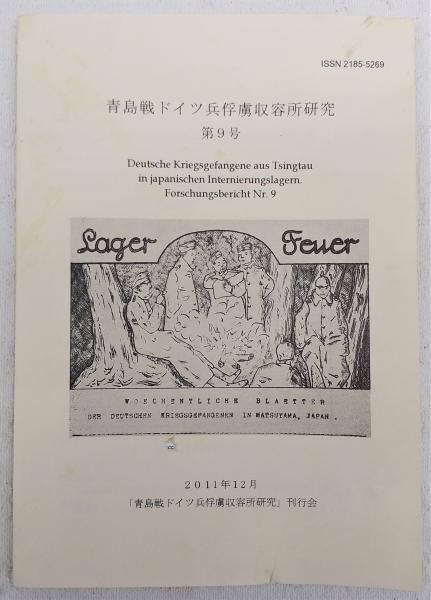 ISSN 2185-5269
青島戦ドイツ兵俘虜収容所研究
第９号
Deutsche Kriegsgefangene aus Tsingtau
in japanischen Internierungslagern.
Forschungsbericht Nr. 9
Lager Feuer
WOECHENTLICHE BLAETTER
DER DEUTSCHEN KRIEGSGEFANGENEN IN MATSUYAMA, JAPAN.
２０１１年１２月
「青島戦ドイツ兵俘虜収容所研究」刊行会